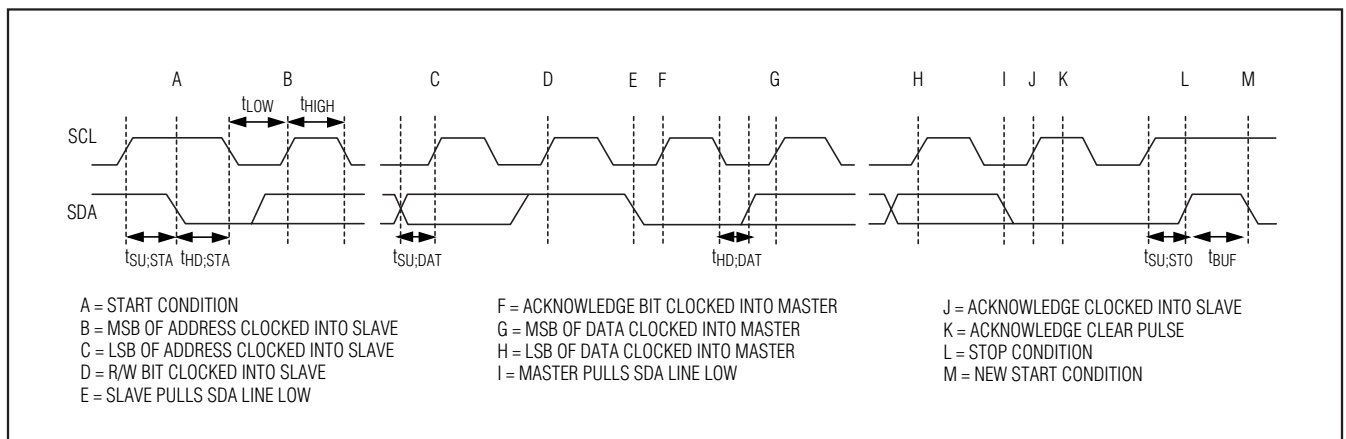 A B C D E F G H I J K L M
tLOW tHIGH
SCL
SDA
tSU;STA tHD;STA tSU;DAT tHD;DAT tSU;STO tBUF
A = START CONDITION
B = MSB OF ADDRESS CLOCKED INTO SLAVE
C = LSB OF ADDRESS CLOCKED INTO SLAVE
D = R/W BIT CLOCKED INTO SLAVE
E = SLAVE PULLS SDA LINE LOW
F = ACKNOWLEDGE BIT CLOCKED INTO MASTER
G = MSB OF DATA CLOCKED INTO MASTER
H = LSB OF DATA CLOCKED INTO MASTER
I = MASTER PULLS SDA LINE LOW
J = ACKNOWLEDGE CLOCKED INTO SLAVE
K = ACKNOWLEDGE CLEAR PULSE
L = STOP CONDITION
M = NEW START CONDITION